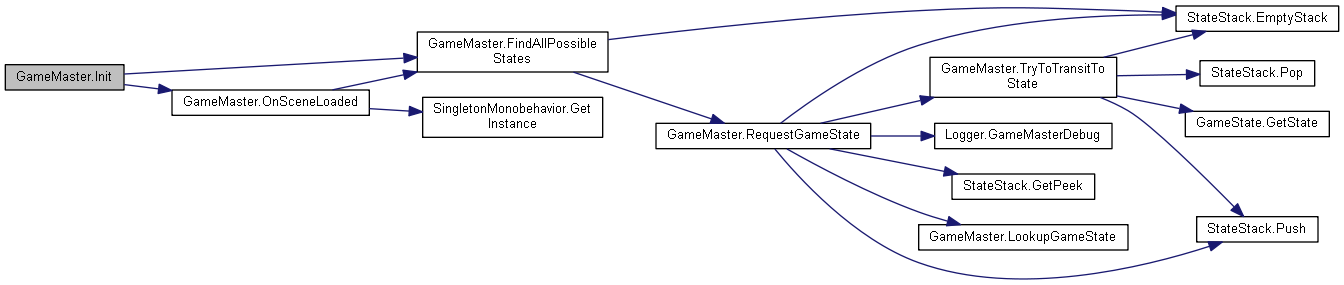 GameMaster.Init
GameMaster.OnSceneLoaded
GameMaster.FindAllPossible
States
SingletonMonobehavior.Get
Instance
GameMaster.RequestGameState
GameMaster.TryToTransitTo
State
Logger.GameMasterDebug
StateStack.GetPeek
GameMaster.LookupGameState
StateStack.EmptyStack
StateStack.Pop
GameState.GetState
StateStack.Push